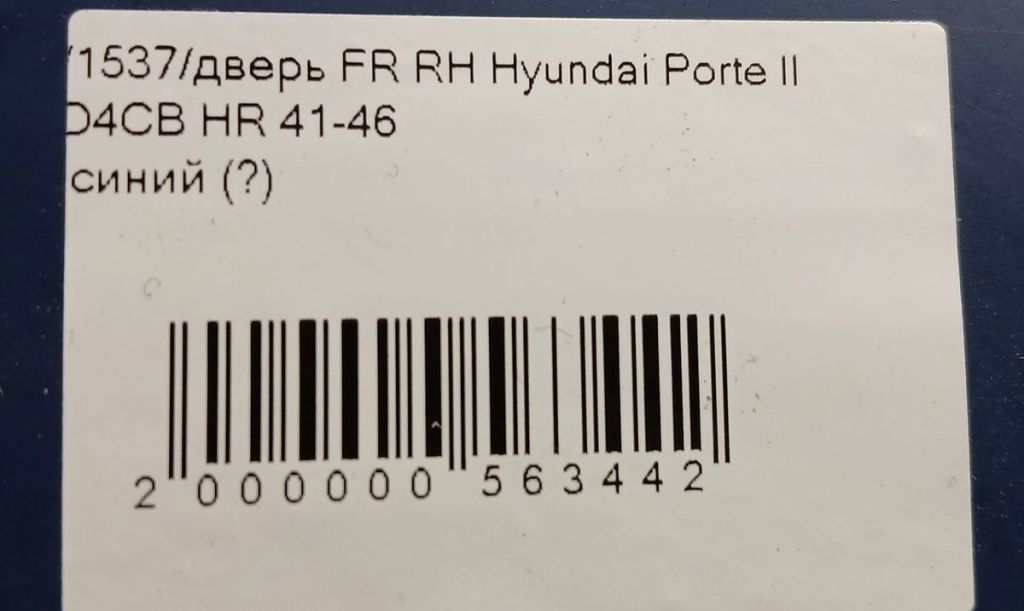 /1537/дверь FR RH Hyundai Porte II
D4CB HR 41-46
синий (?)
2 000000 563442